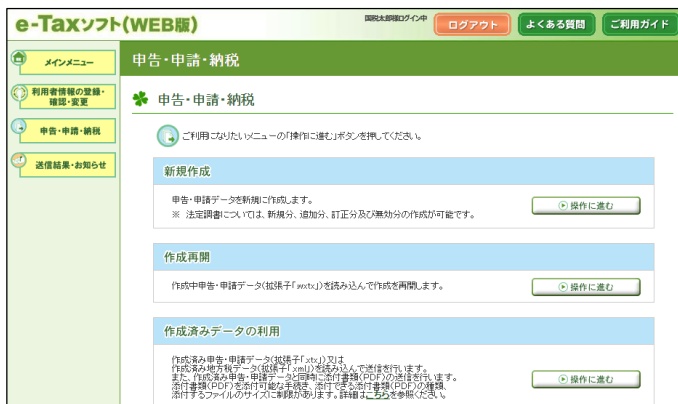 e-Taxソフト(WEB版)
国税太郎様ログイン中
ログアウト
よくある質問
ご利用ガイド
メインメニュー
利用者情報の登録・
確認・変更
申告・申請・納税
送信結果・お知らせ
申告・申請・納税
申告・申請・納税
ご利用になりたいメニューの「操作に進む」ボタンを押してください。
新規作成
申告・申請データを新規に作成します。
※ 法定調書については、新規分、追加分、訂正分及び無効分の作成が可能です。
操作に進む
作成再開
作成中申告・申請データ(拡張子「wxtx」)を読み込んで作成を再開します。
操作に進む
作成済みデータの利用
作成済み申告・申請データ(拡張子「xtx」)又は
作成済み地方税データ(拡張子「xml」)を読み込んで送信を行います。
また、作成済み申告・申請データと同時に添付書類(PDF)の送信を行います。
添付書類(PDF)を添付可能な手続き、添付できる添付書類(PDF)の種類、
添付するファイルのサイズに制限があります。詳細はこちらを参照ください。
操作に進む